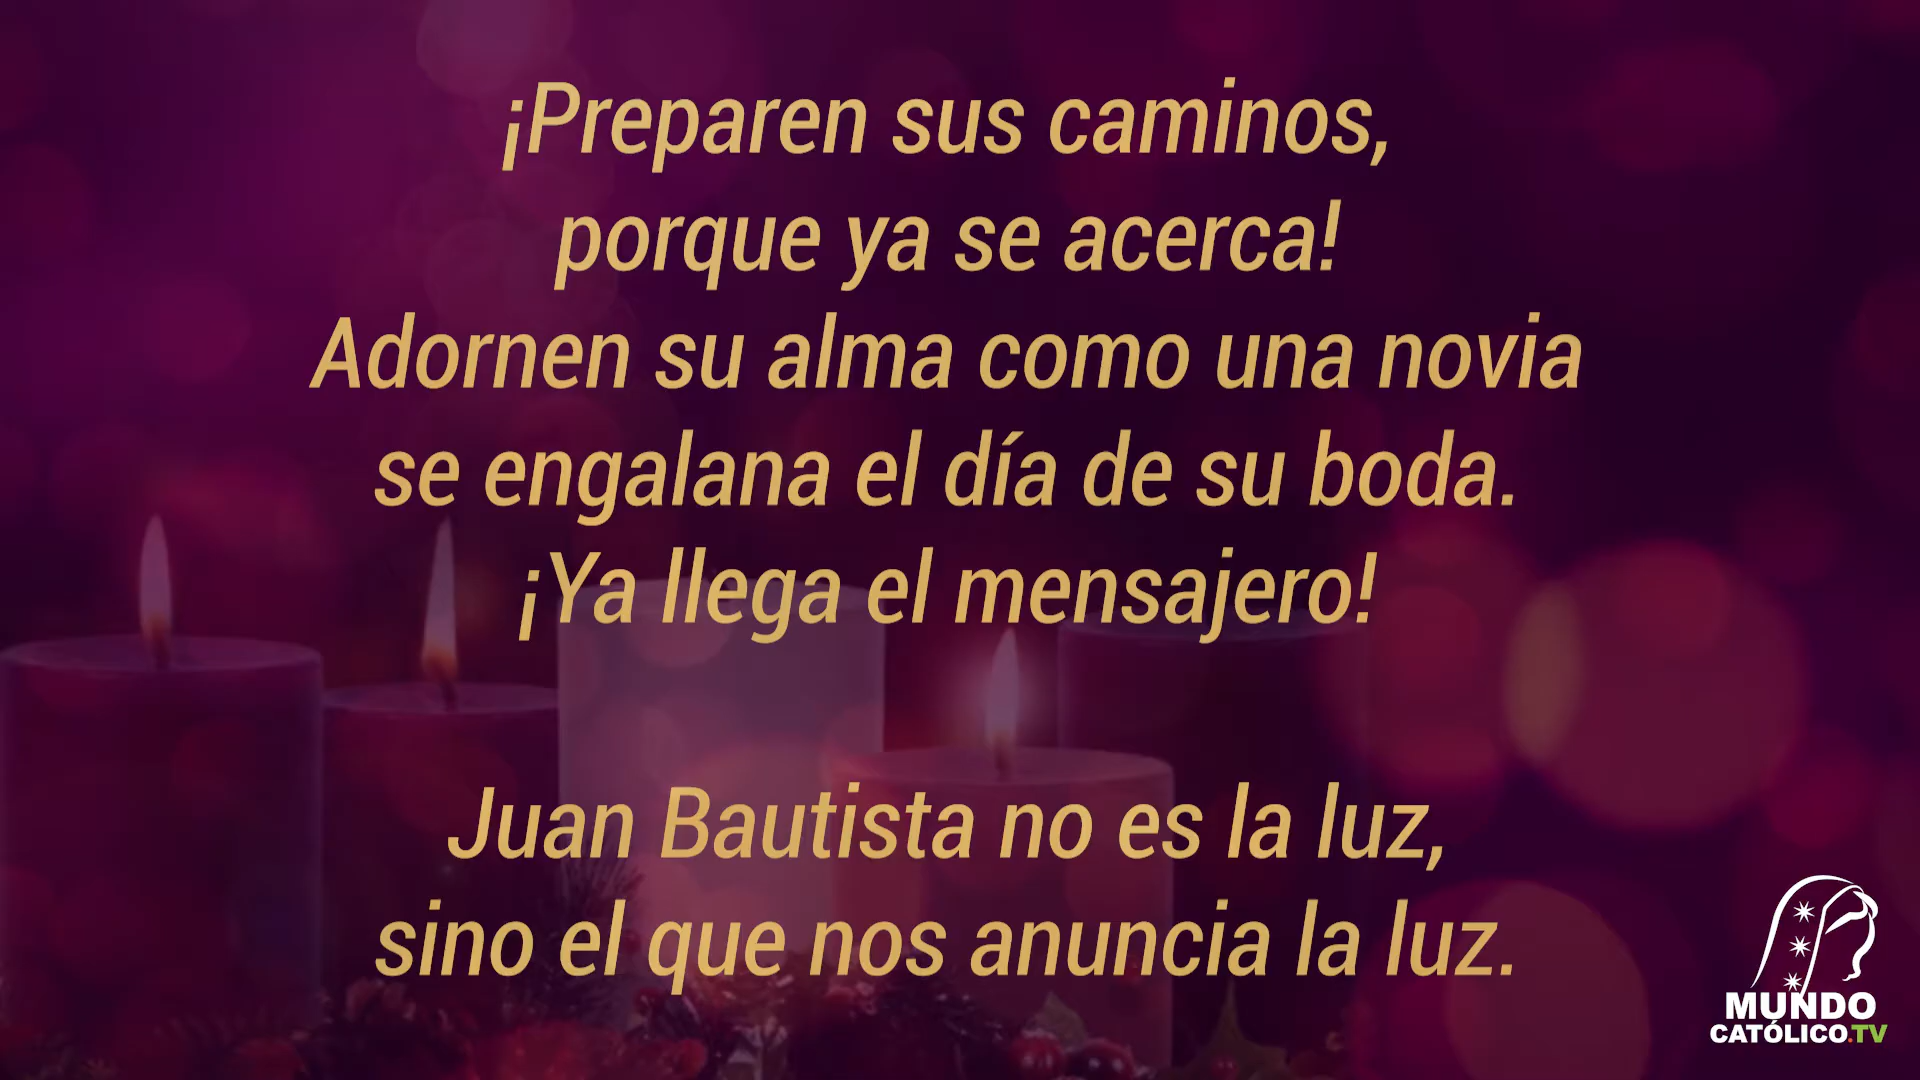 ¡Preparen sus caminos,
porque ya se acerca!
Adornen su alma como una novia
se engalana el día de su boda.
¡Ya llega el mensajero!
Juan Bautista no es la luz,
sino el que nos anuncia la luz.
MUNDO
CATÓLICO.TV